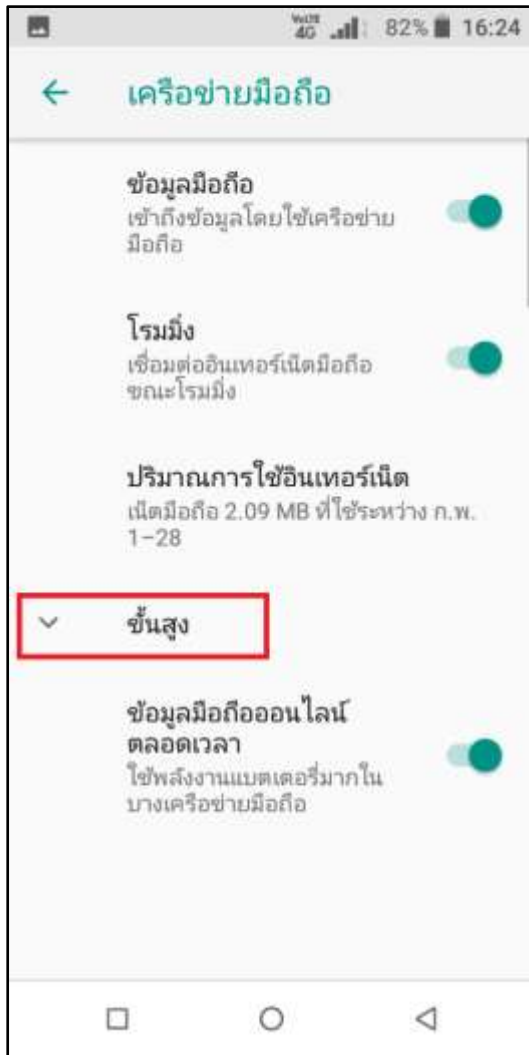 VoLTE 4G 82% 16:24
เครือข่ายมือถือ
ข้อมูลมือถือ
เข้าถึงข้อมูลโดยใช้เครือข่าย
มือถือ
โรมมิ่ง
เชื่อมต่ออินเทอร์เน็ตมือถือ
ขณะโรมมิ่ง
ปริมาณการใช้อินเทอร์เน็ต
เน็ตมือถือ 2.09 MB ที่ใช้ระหว่าง ก.พ.
1–28
ขั้นสูง
ข้อมูลมือถือออนไลน์
ตลอดเวลา
ใช้พลังงานแบตเตอรี่มากใน
บางเครือข่ายมือถือ